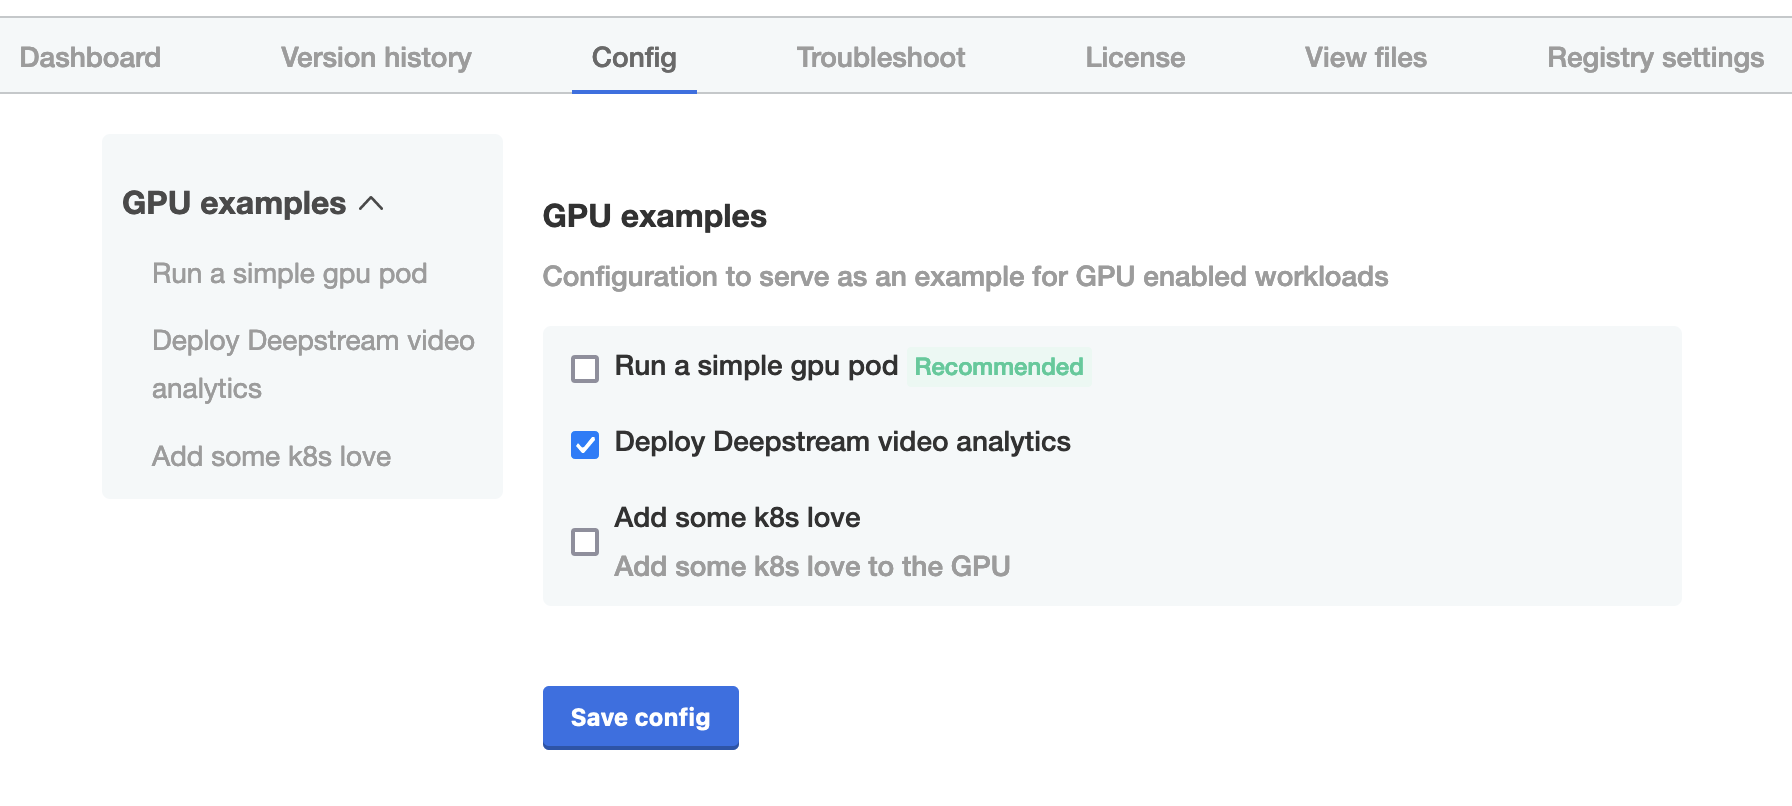 Dashboard
Version history
Config
Troubleshoot
License
View files
Registry settings
GPU examples
Run a simple gpu pod
Deploy Deepstream video
analytics
Add some k8s love
GPU examples
Configuration to serve as an example for GPU enabled workloads
Run a simple gpu pod Recommended
Deploy Deepstream video analytics
Add some k8s love
Add some k8s love to the GPU
Save config